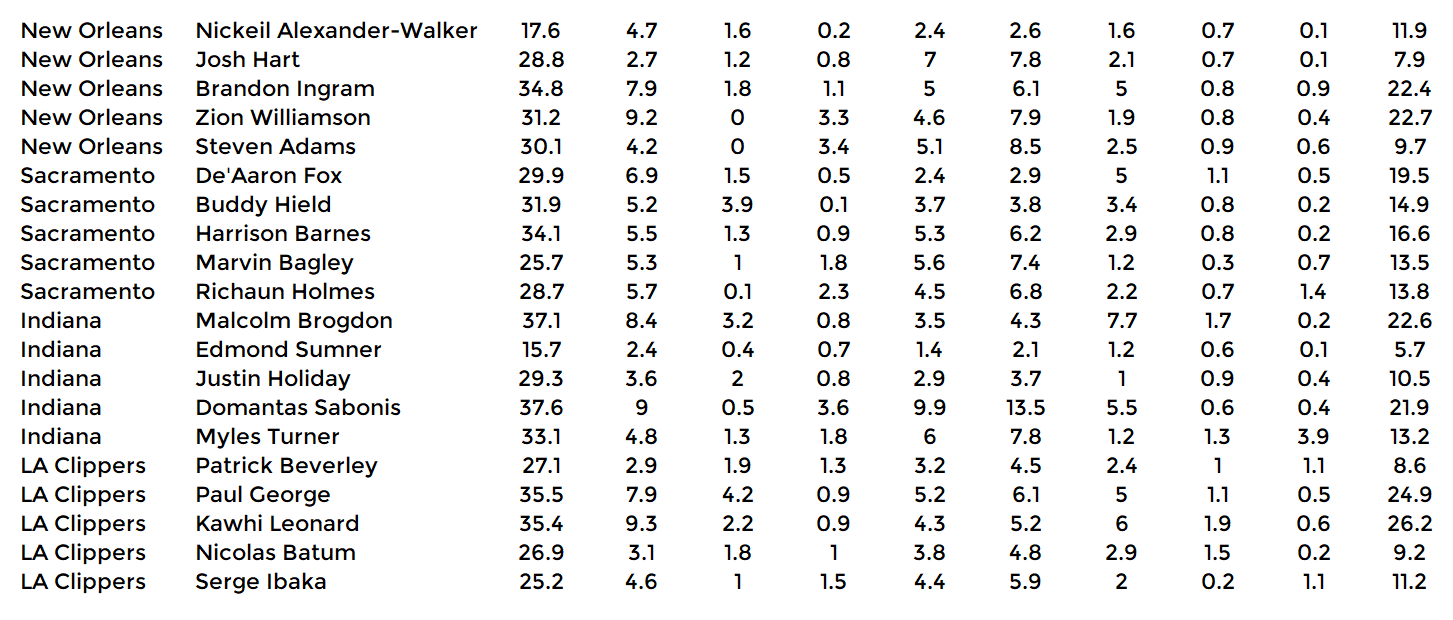 New Orleans Nickeil Alexander-Walker 17.6 4.7 1.6 0.2 2.4 2.6 1.6 0.7 0.1 11.9
New Orleans Josh Hart 28.8 2.7 1.2 0.8 7 7.8 2.1 0.7 0.1 7.9
New Orleans Brandon Ingram 34.8 7.9 1.8 1.1 5 6.1 5 0.8 0.9 22.4
New Orleans Zion Williamson 31.2 9.2 0 3.3 4.6 7.9 1.9 0.8 0.4 22.7
New Orleans Steven Adams 30.1 4.2 0 3.4 5.1 8.5 2.5 0.9 0.6 9.7
Sacramento De'Aaron Fox 29.9 6.9 1.5 0.5 2.4 2.9 5 1.1 0.5 19.5
Sacramento Buddy Hield 31.9 5.2 3.9 0.1 3.7 3.8 3.4 0.8 0.2 14.9
Sacramento Harrison Barnes 34.1 5.5 1.3 0.9 5.3 6.2 2.9 0.8 0.2 16.6
Sacramento Marvin Bagley 25.7 5.3 1 1.8 5.6 7.4 1.2 0.3 0.7 13.5
Sacramento Richaun Holmes 28.7 5.7 0.1 2.3 4.5 6.8 2.2 0.7 1.4 13.8
Indiana Malcolm Brogdon 37.1 8.4 3.2 0.8 3.5 4.3 7.7 1.7 0.2 22.6
Indiana Edmond Sumner 15.7 2.4 0.4 0.7 1.4 2.1 1.2 0.6 0.1 5.7
Indiana Justin Holiday 29.3 3.6 2 0.8 2.9 3.7 1 0.9 0.4 10.5
Indiana Domantas Sabonis 37.6 9 0.5 3.6 9.9 13.5 5.5 0.6 0.4 21.9
Indiana Myles Turner 33.1 4.8 1.3 1.8 6 7.8 1.2 1.3 3.9 13.2
LA Clippers Patrick Beverley 27.1 2.9 1.9 1.3 3.2 4.5 2.4 1 1.1 8.6
LA Clippers Paul George 35.5 7.9 4.2 0.9 5.2 6.1 5 1.1 0.5 24.9
LA Clippers Kawhi Leonard 35.4 9.3 2.2 0.9 4.3 5.2 6 1.9 0.6 26.2
LA Clippers Nicolas Batum 26.9 3.1 1.8 1 3.8 4.8 2.9 1.5 0.2 9.2
LA Clippers Serge Ibaka 25.2 4.6 1 1.5 4.4 5.9 2 0.2 1.1 11.2